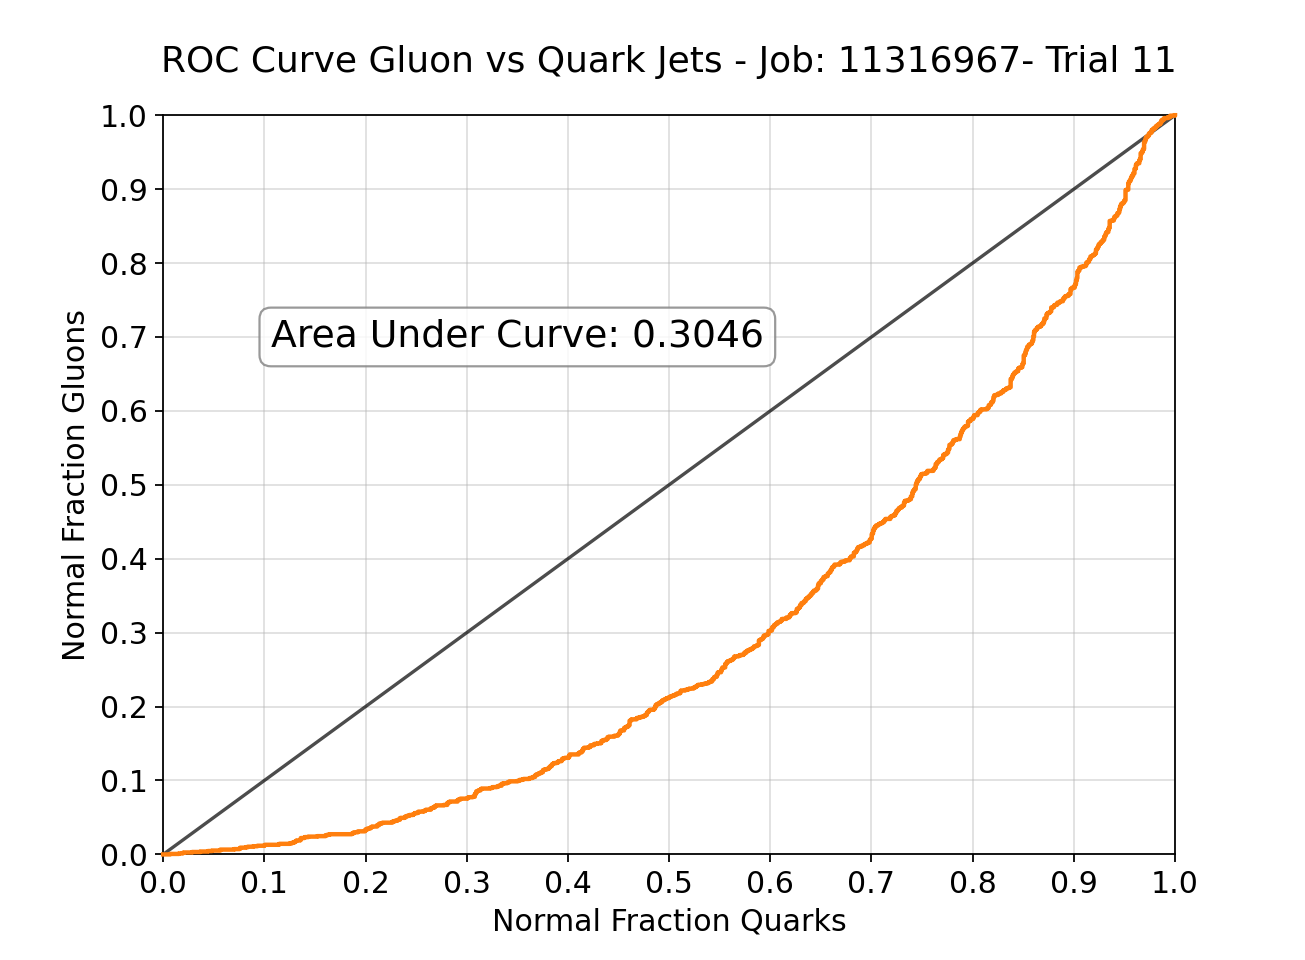 ROC Curve Gluon vs Quark Jets - Job: 11316967- Trial 11
1.0
0.9
0.8
Area Under Curve: 0.3046
0.7
0.6
0.5
0.4
0.3
0.2
0.1
0.0
Normal Fraction Gluons
0.0 0.1 0.2 0.3 0.4 0.5 0.6 0.7 0.8 0.9 1.0
Normal Fraction Quarks